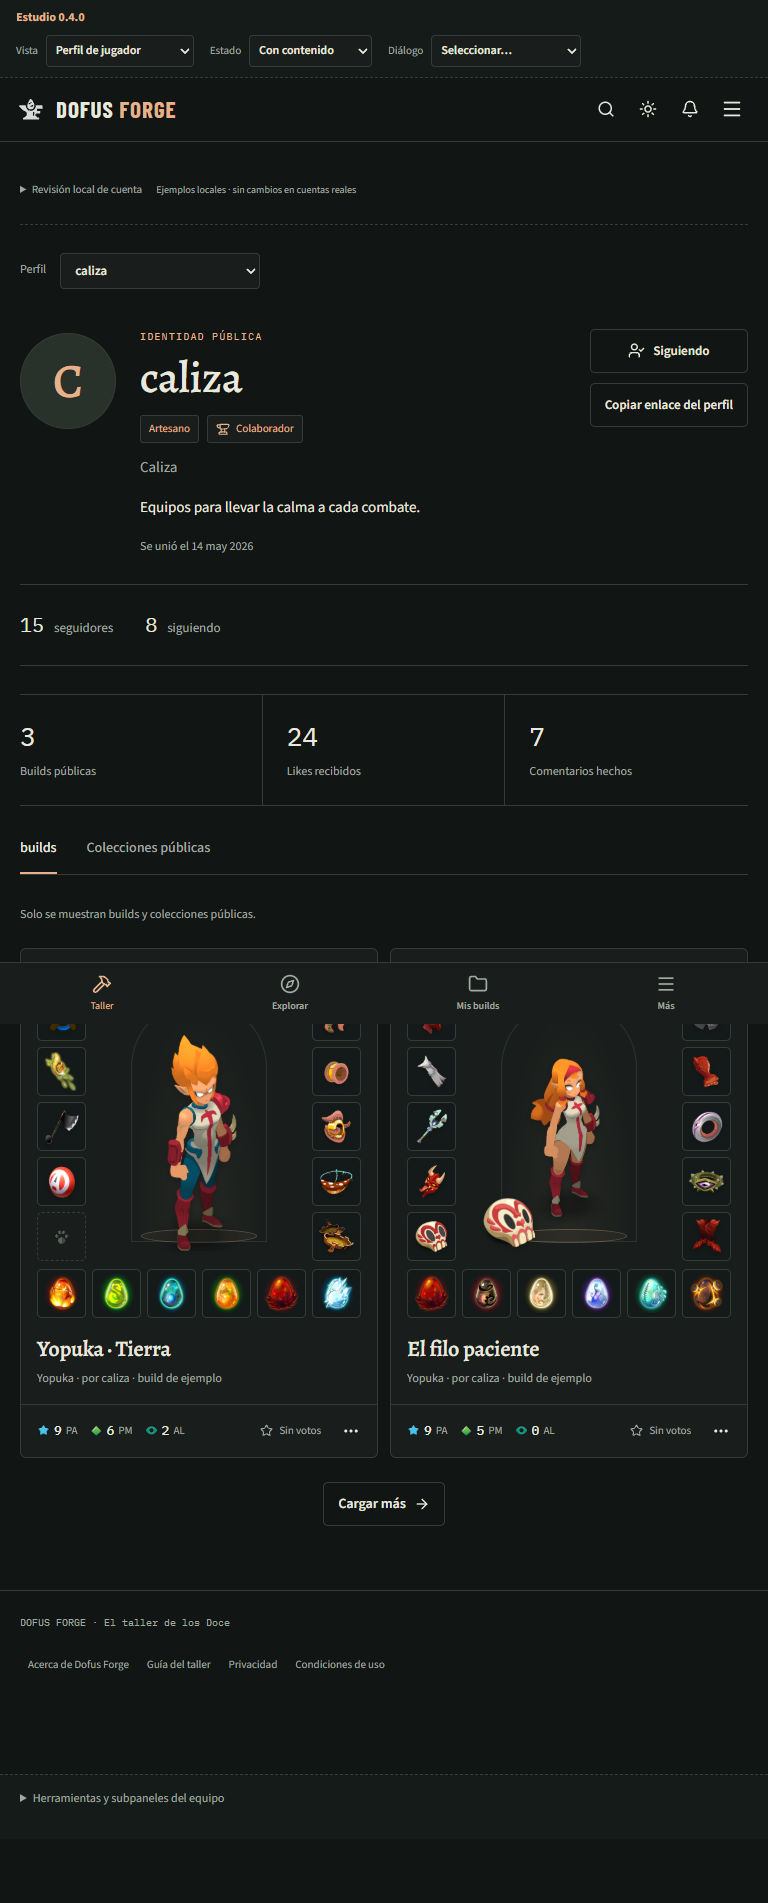 Estudio 0.4.0
Vista Perfil de jugador Estado Con contenido Diálogo Seleccionar...
DOFUS FORGE
Revisión local de cuenta Ejemplos locales · sin cambios en cuentas reales
Perfil caliza
IDENTIDAD PÚBLICA
C
caliza
Siguiendo
Copiar enlace del perfil
Artesano Colaborador
Caliza
Equipos para llevar la calma a cada combate.
Se unió el 14 may 2026
15 seguidores 8 siguiendo
3 24 7
Builds públicas Likes recibidos Comentarios hechos
builds Colecciones públicas
Solo se muestran builds y colecciones públicas.
Taller Explorar Mis builds Más
Yopuka · Tierra El filo paciente
Yopuka · por caliza · build de ejemplo Yopuka · por caliza · build de ejemplo
9 PA 6 PM 2 AL Sin votos 9 PA 5 PM 0 AL Sin votos
Cargar más
DOFUS FORGE · El taller de los Doce
Acerca de Dofus Forge Guía del taller Privacidad Condiciones de uso
Herramientas y subpaneles del equipo